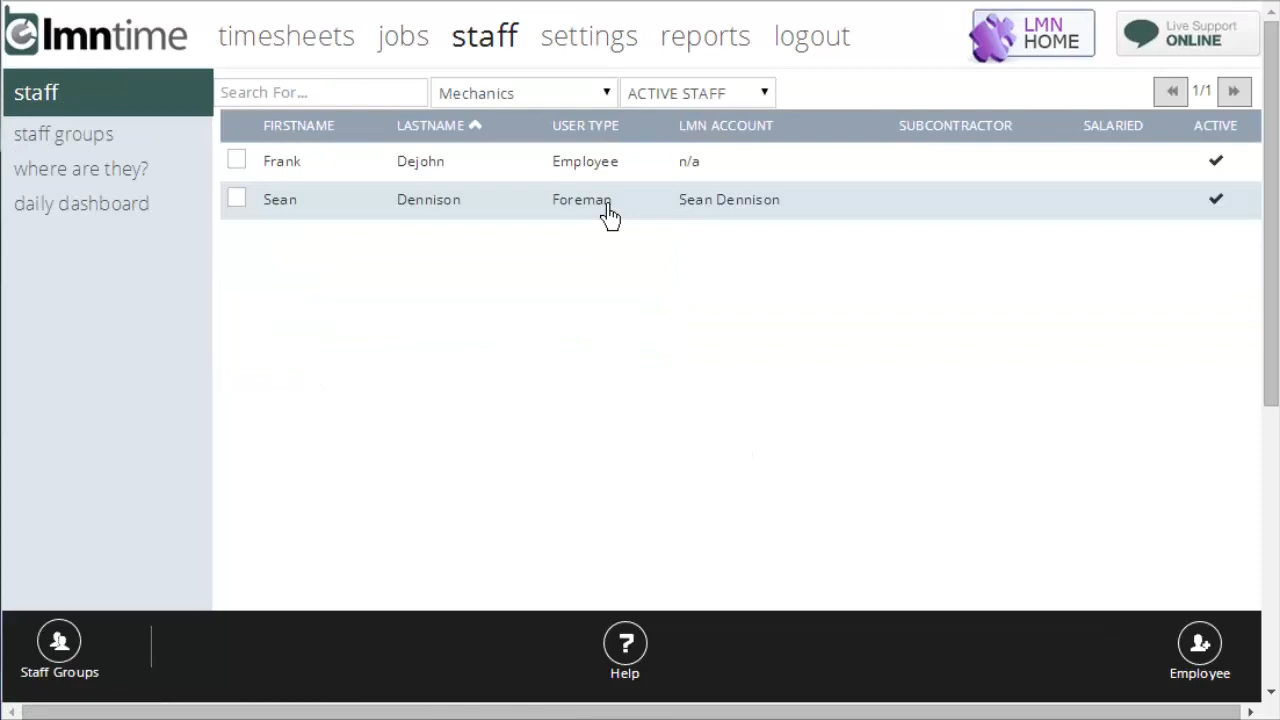 lmntime timesheets jobs staff settings reports logout LMN HOME Live Support ONLINE
staff Search For... Mechanics ACTIVE STAFF 1/1
FIRSTNAME LASTNAME USER TYPE LMN ACCOUNT SUBCONTRACTOR SALARIED ACTIVE
staff groups
Frank Dejohn Employee n/a
where are they?
Sean Dennison Foreman Sean Dennison
daily dashboard
Staff Groups ? Help Employee